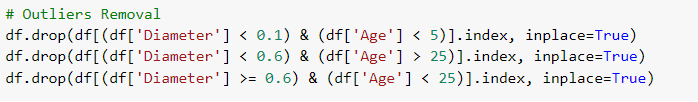 # Outliers Removal
df.drop(df[(df['Diameter'] < 0.1) & (df['Age'] < 5)].index, inplace=True)
df.drop(df[(df['Diameter'] < 0.6) & (df['Age'] > 25)].index, inplace=True)
df.drop(df[(df['Diameter'] >= 0.6) & (df['Age'] < 25)].index, inplace=True)